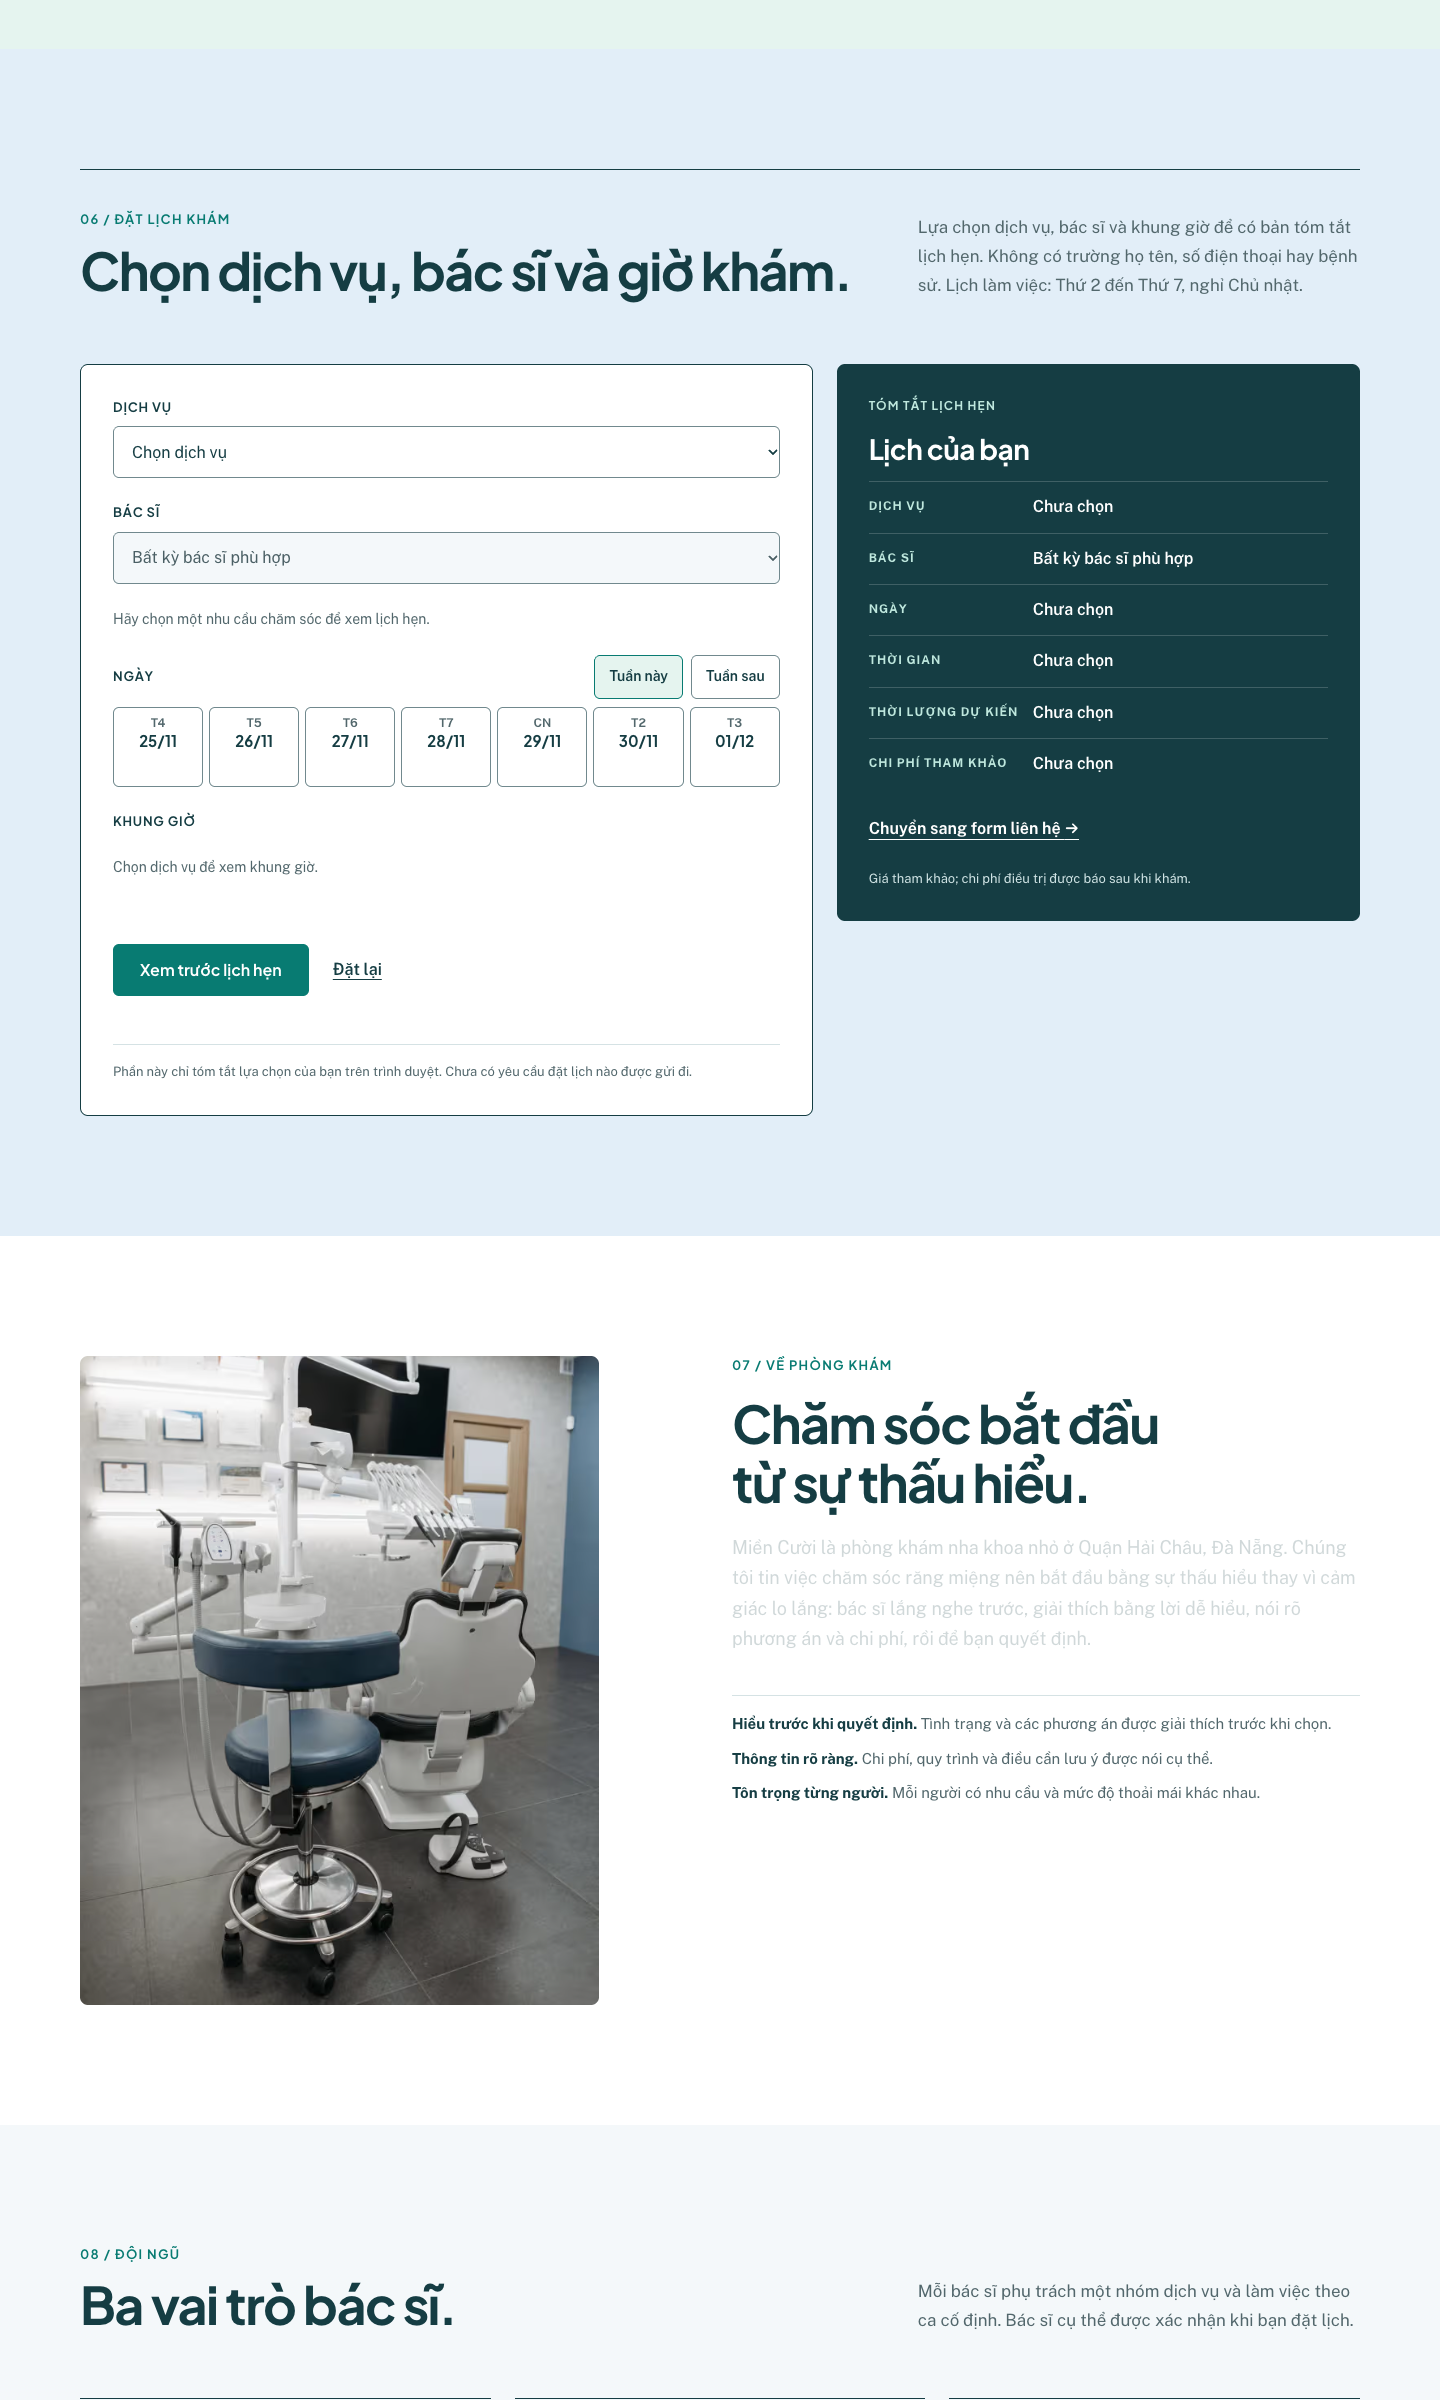 06 / ĐẶT LỊCH KHÁM
Chọn dịch vụ, bác sĩ và giờ khám.
Lựa chọn dịch vụ, bác sĩ và khung giờ để có bản tóm tắt
lịch hẹn. Không có trường họ tên, số điện thoại hay bệnh
sử. Lịch làm việc: Thứ 2 đến Thứ 7, nghỉ Chủ nhật.
DỊCH VỤ
Chọn dịch vụ
BÁC SĨ
Bất kỳ bác sĩ phù hợp
Hãy chọn một nhu cầu chăm sóc để xem lịch hẹn.
NGÀY
Tuần này
Tuần sau
T4
25/11
T5
26/11
T6
27/11
T7
28/11
CN
29/11
T2
30/11
T3
01/12
KHUNG GIỜ
Chọn dịch vụ để xem khung giờ.
Xem trước lịch hẹn
Đặt lại
Phần này chỉ tóm tắt lựa chọn của bạn trên trình duyệt. Chưa có yêu cầu đặt lịch nào được gửi đi.
TÓM TẮT LỊCH HẸN
Lịch của bạn
DỊCH VỤ Chưa chọn
BÁC SĨ Bất kỳ bác sĩ phù hợp
NGÀY Chưa chọn
THỜI GIAN Chưa chọn
THỜI LƯỢNG DỰ KIẾN Chưa chọn
CHI PHÍ THAM KHẢO Chưa chọn
Chuyển sang form liên hệ →
Giá tham khảo; chi phí điều trị được báo sau khi khám.
07 / VỀ PHÒNG KHÁM
Chăm sóc bắt đầu
từ sự thấu hiểu.
Miền Cười là phòng khám nha khoa nhỏ ở Quận Hải Châu, Đà Nẵng. Chúng
tôi tin việc chăm sóc răng miệng nên bắt đầu bằng sự thấu hiểu thay vì cảm
giác lo lắng: bác sĩ lắng nghe trước, giải thích bằng lời dễ hiểu, nói rõ
phương án và chi phí, rồi để bạn quyết định.
Hiểu trước khi quyết định. Tình trạng và các phương án được giải thích trước khi chọn.
Thông tin rõ ràng. Chi phí, quy trình và điều cần lưu ý được nói cụ thể.
Tôn trọng từng người. Mỗi người có nhu cầu và mức độ thoải mái khác nhau.
08 / ĐỘI NGŨ
Ba vai trò bác sĩ.
Mỗi bác sĩ phụ trách một nhóm dịch vụ và làm việc theo
ca cố định. Bác sĩ cụ thể được xác nhận khi bạn đặt lịch.